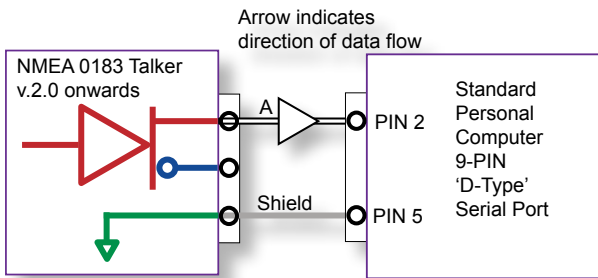 Arrow indicates
direction of data flow
NMEA 0183 Talker
v.2.0 onwards
A
PIN 2
Shield
PIN 5
Standard
Personal
Computer
9-PIN
‘D-Type’
Serial Port